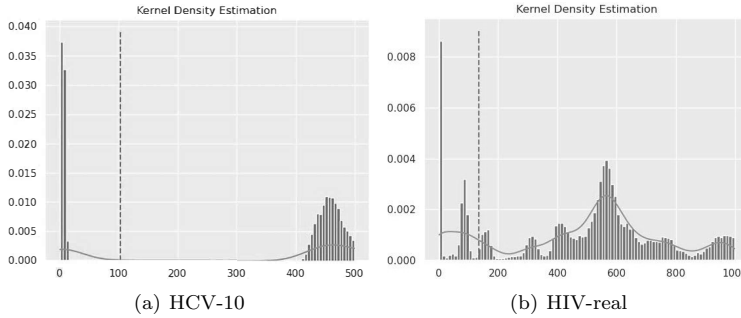 Kernel Density Estimation
0.040
0.035
0.030
0.025
0.020
0.015
0.010
0.005
0.000
0 100 200 300 400 500
(a) HCV-10
Kernel Density Estimation
0.008
0.006
0.004
0.002
0.000
0 200 400 600 800 100
(b) HIV-real